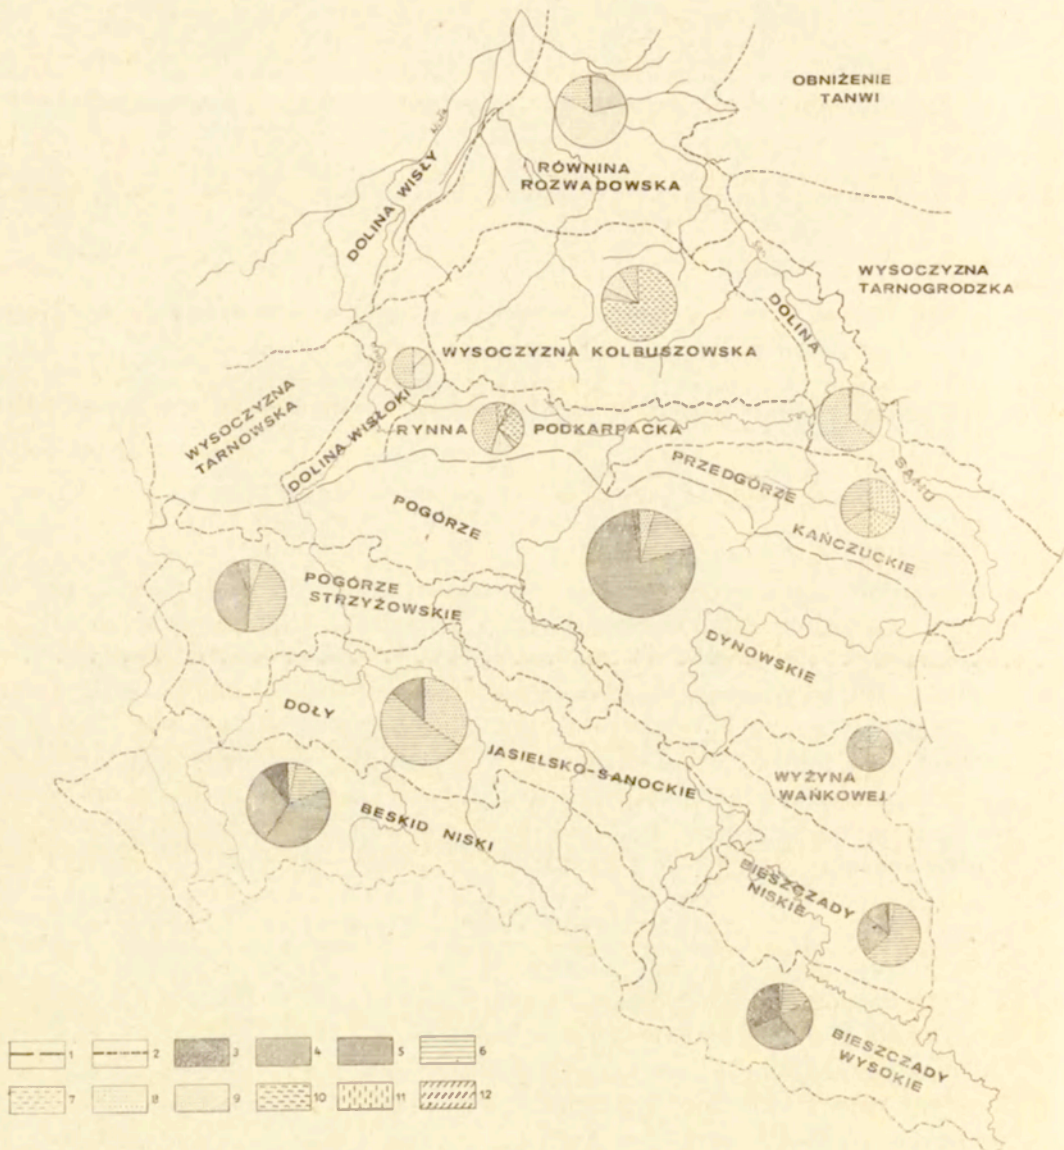 OBNIŻENIE
TANWI
DOLINA WISŁY
RÓWNINA
ROZWADOWSKA
WYSOCZYZNA
TARNOGRODZKA
DOLINA
SANU
WYSOCZYZNA KOLBUSZOWSKA
WYSOCZYZNA
TARNOWSKA
DOLINA WISŁOKI
RYNNA PODKARPACKA
PRZEDGÓRZE
KAŃCZUCKIE
POGÓRZE
DYNOWSKIE
POGÓRZE
STRZYŻOWSKIE
DOŁY
JASIELSKO-SANOCKIE
WYŻYNA
WAŃKOWEJ
BESKID NISKI
BIESZCZADY
NISKIE
BIESZCZADY
WYSOKIE
1 2 3 4 5 6
7 8 9 10 11 12